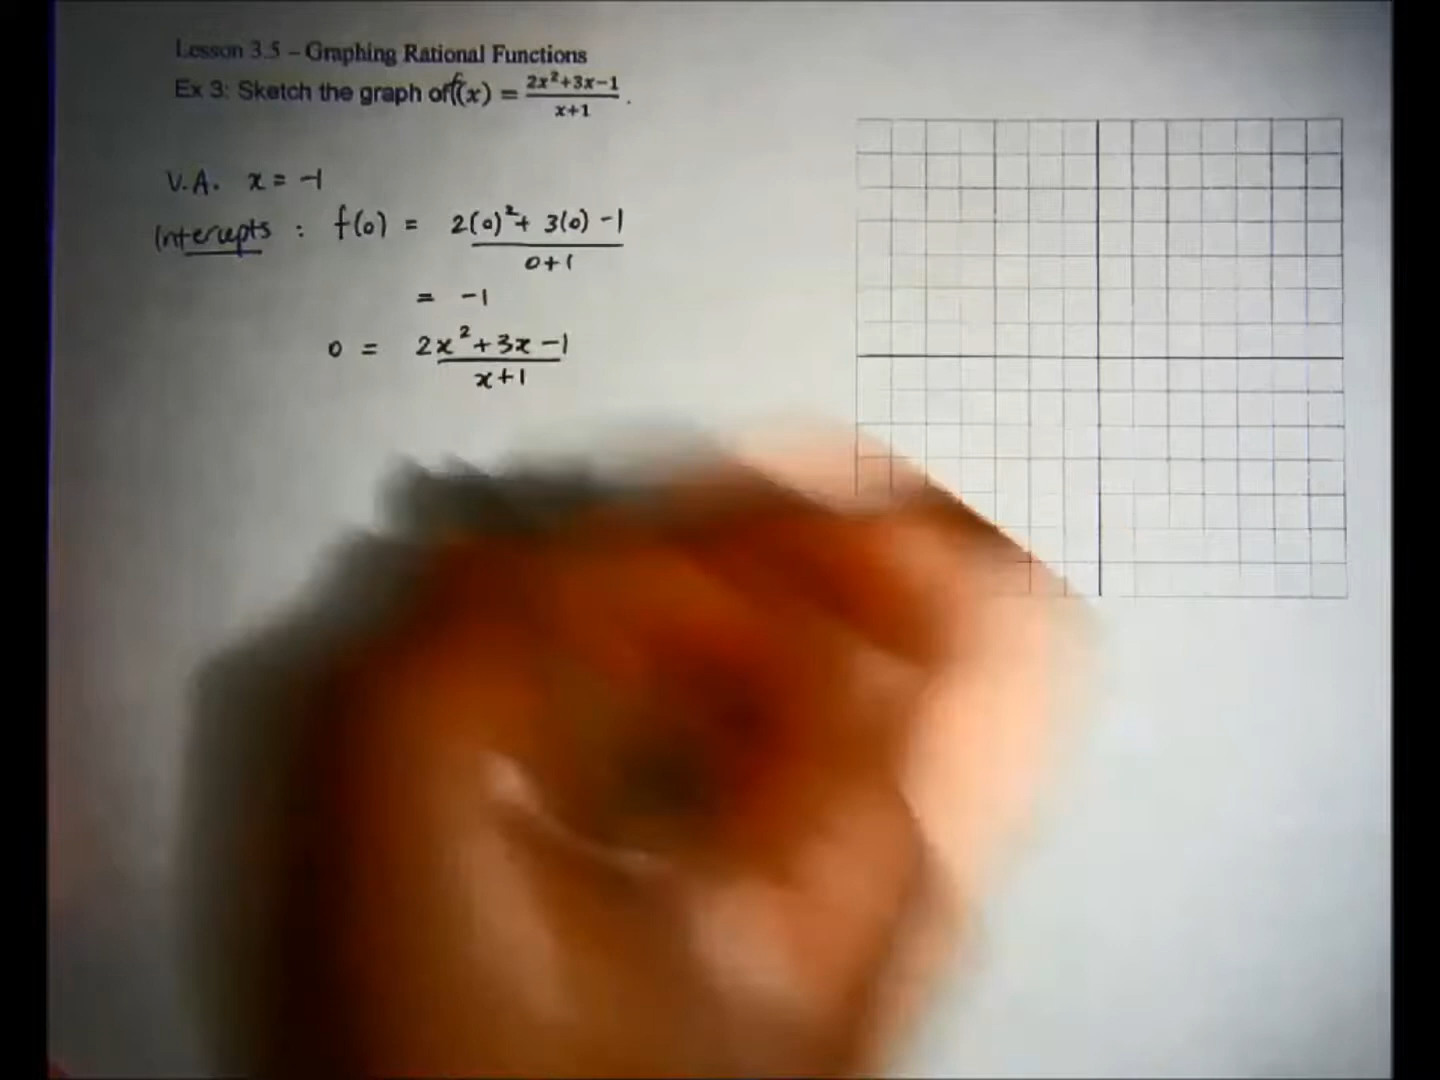 Lesson 3.5 – Graphing Rational Functions
Ex 3: Sketch the graph of f(x) = (2x²+3x−1)/(x+1).
V.A. x = -1
Intercepts : f(0) = (2(0)² + 3(0) - 1)/(0+1)
= -1
0 = (2x² + 3x - 1)/(x+1)